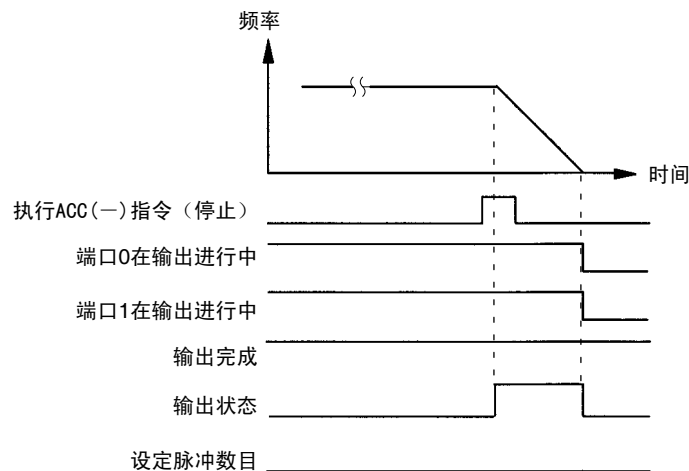 频率
时间
执行ACC(—)指令（停止）
端口0在输出进行中
端口1在输出进行中
输出完成
输出状态
设定脉冲数目